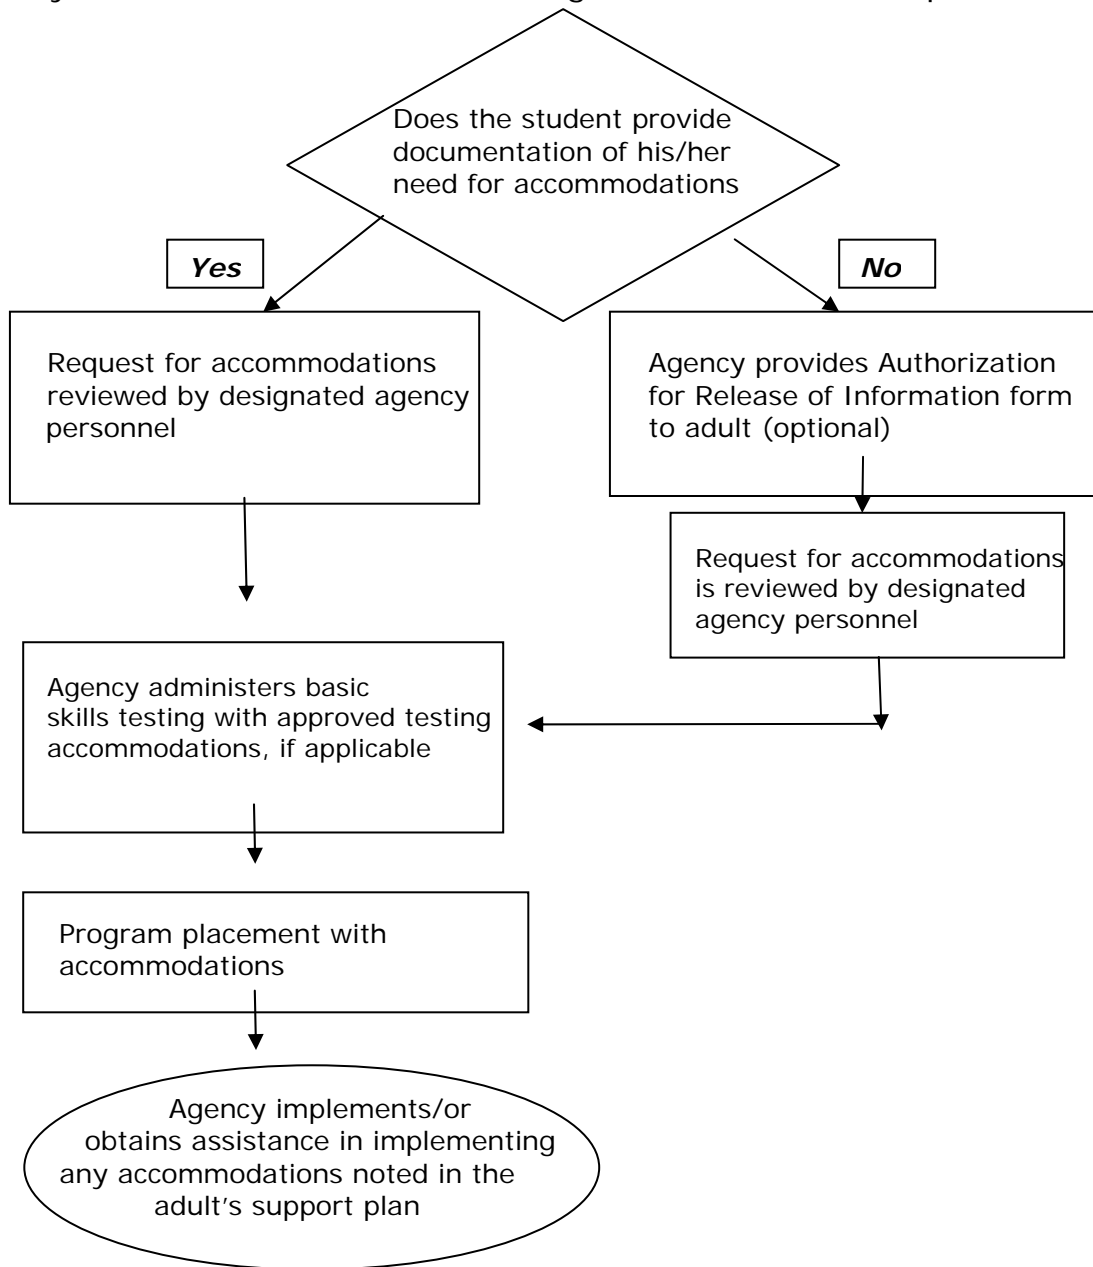 Does the student provide
documentation of his/her
need for accommodations
Yes
No
Request for accommodations
reviewed by designated agency
personnel
Agency provides Authorization
for Release of Information form
to adult (optional)
Request for accommodations
is reviewed by designated
agency personnel
Agency administers basic
skills testing with approved testing
accommodations, if applicable
Program placement with
accommodations
Agency implements/or
obtains assistance in implementing
any accommodations noted in the
adult's support plan